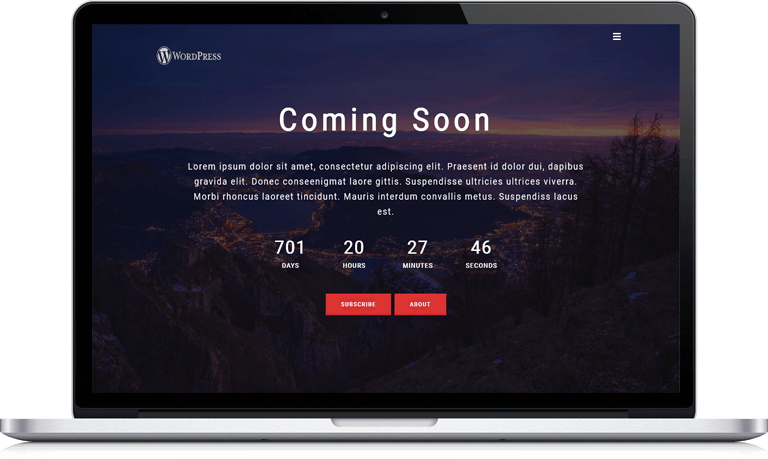 WORDPRESS
Coming Soon
Lorem ipsum dolor sit amet, consectetur adipiscing elit. Praesent id dolor dui, dapibus
gravida elit. Donec conseenigmat laore gittis. Suspendisse ultricies ultrices viverra.
Morbi rhoncus laoreet tincidunt. Mauris interdum convallis metus. Suspendiss lacus
est.
701 20 27 46
DAYS HOURS MINUTES SECONDS
SUBSCRIBE ABOUT